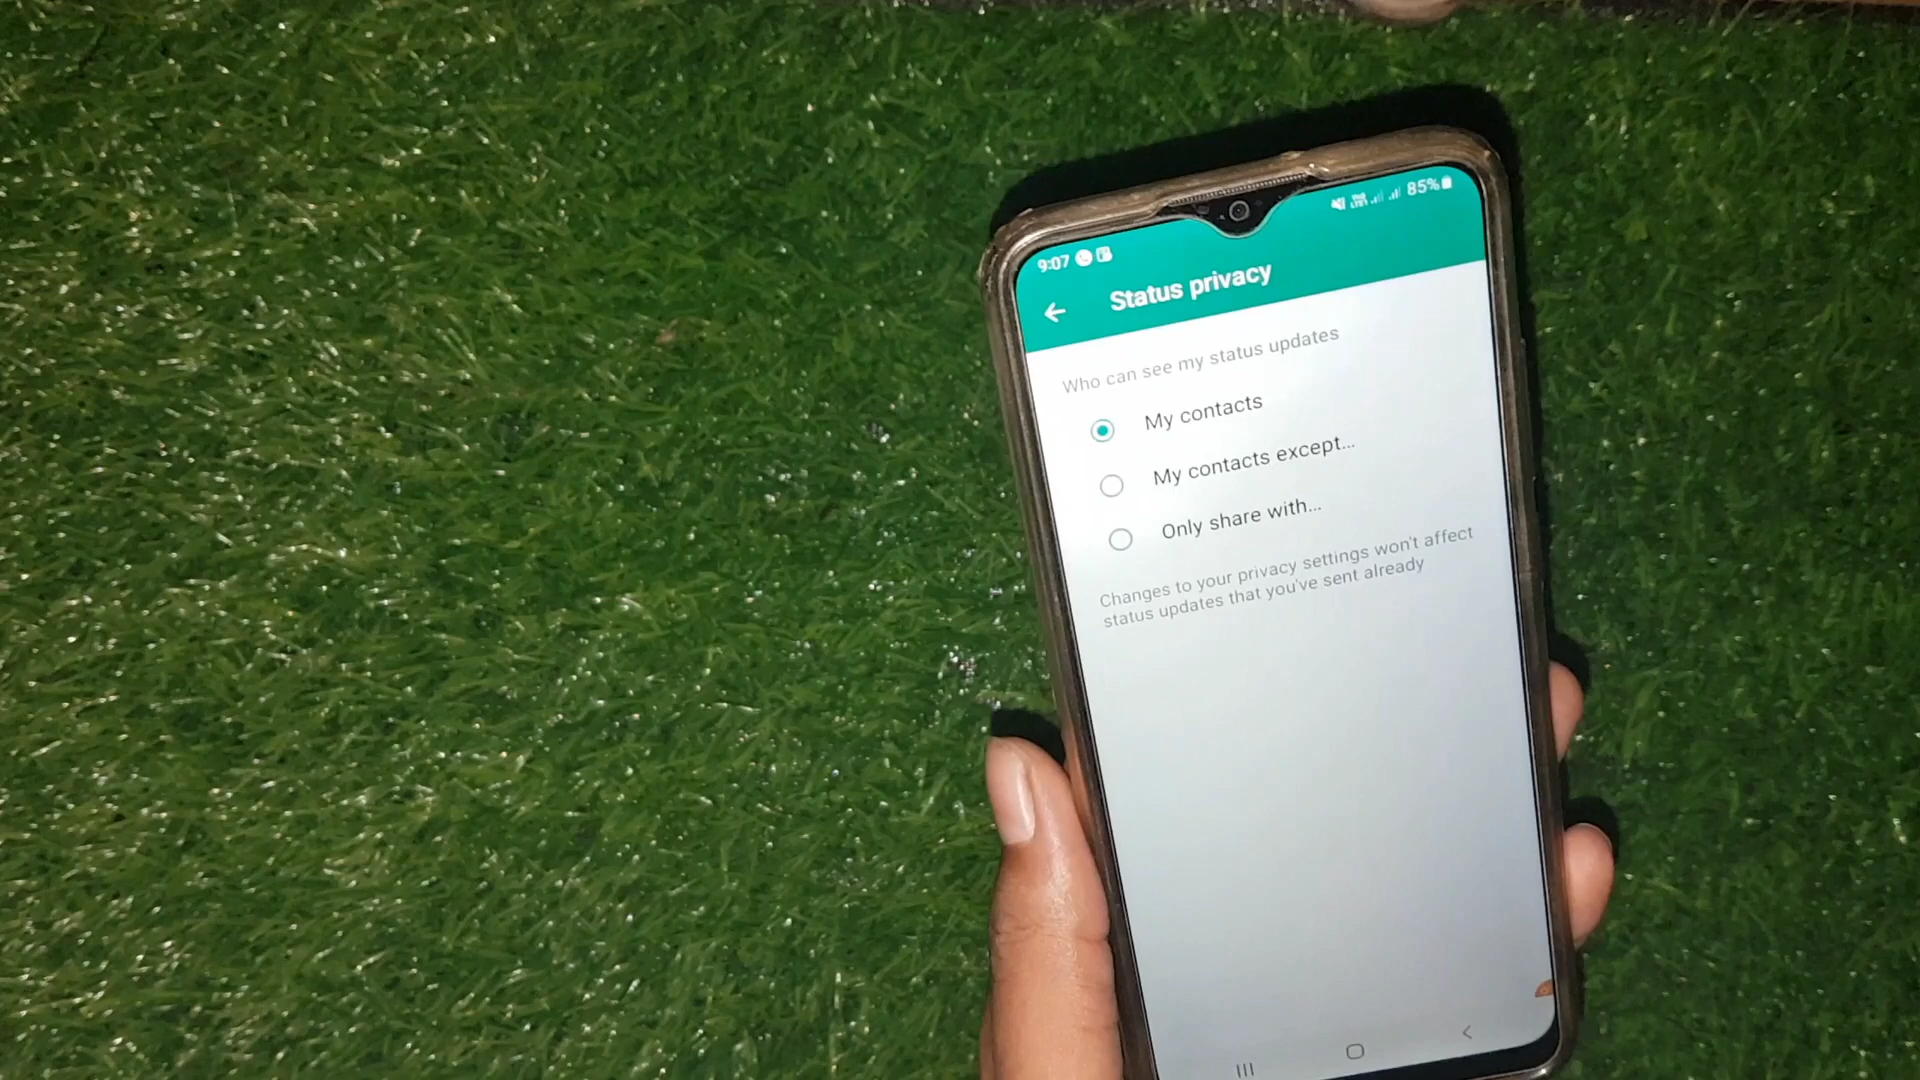 9:07
85%
Status privacy
Who can see my status updates
My contacts
My contacts except...
Only share with...
Changes to your privacy settings won't affect
status updates that you've sent already